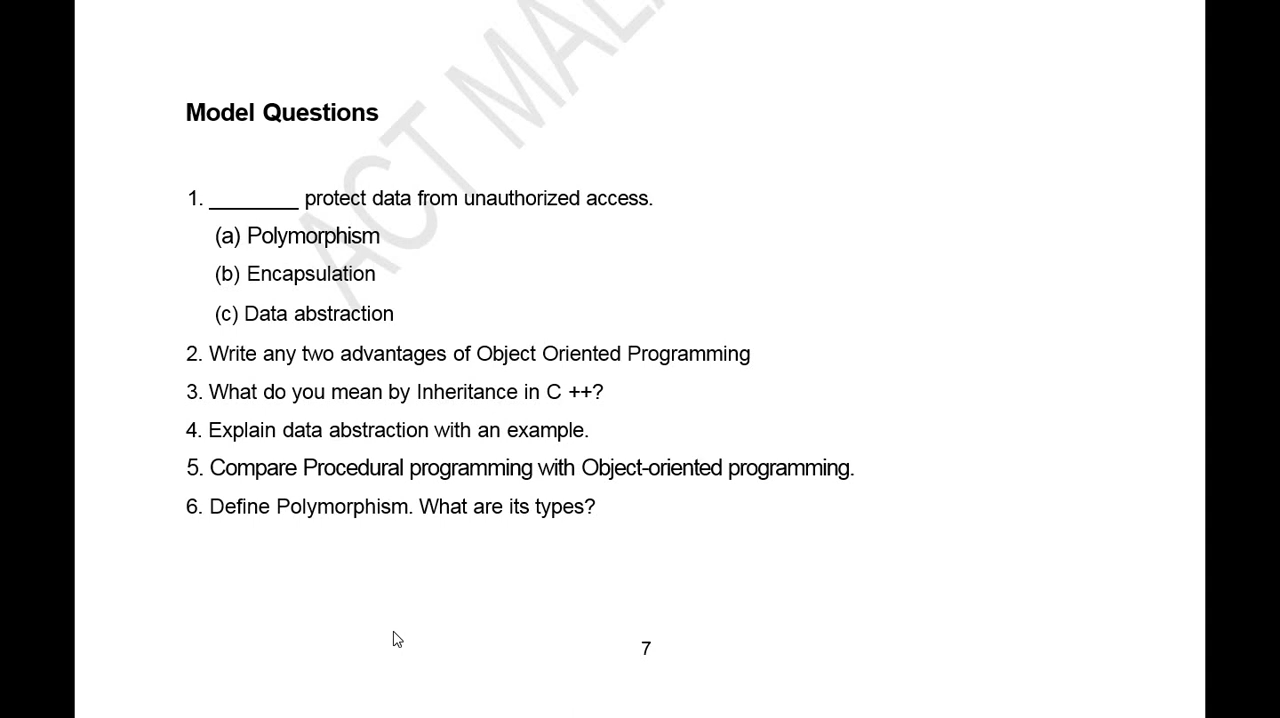 ACT MAL
Model Questions
1. ________ protect data from unauthorized access.
(a) Polymorphism
(b) Encapsulation
(c) Data abstraction
2. Write any two advantages of Object Oriented Programming
3. What do you mean by Inheritance in C ++?
4. Explain data abstraction with an example.
5. Compare Procedural programming with Object-oriented programming.
6. Define Polymorphism. What are its types?
7